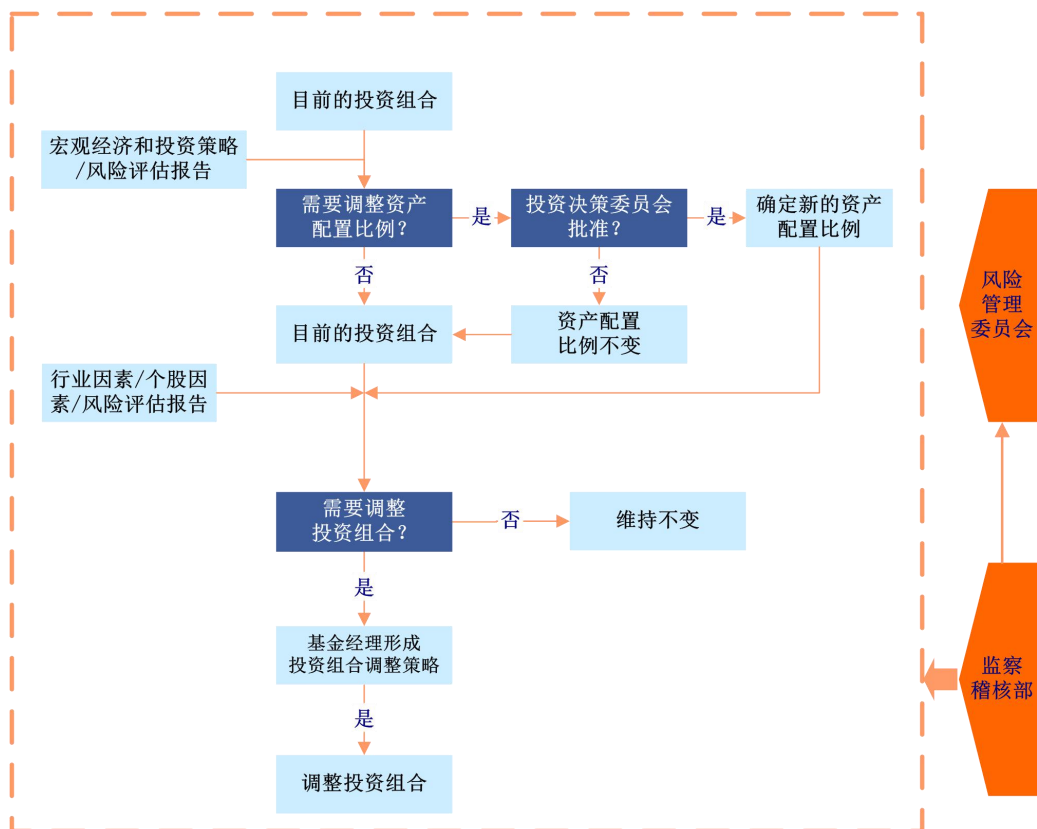 目前的投资组合
宏观经济和投资策略
/风险评估报告
需要调整资产
配置比例？
是
投资决策委员会
批准？
是
确定新的资产
配置比例
否
否
目前的投资组合
资产配置
比例不变
行业因素/个股因
素/风险评估报告
需要调整
投资组合？
否
维持不变
是
基金经理形成
投资组合调整策略
是
调整投资组合
风险
管理
委员会
监察
稽核部